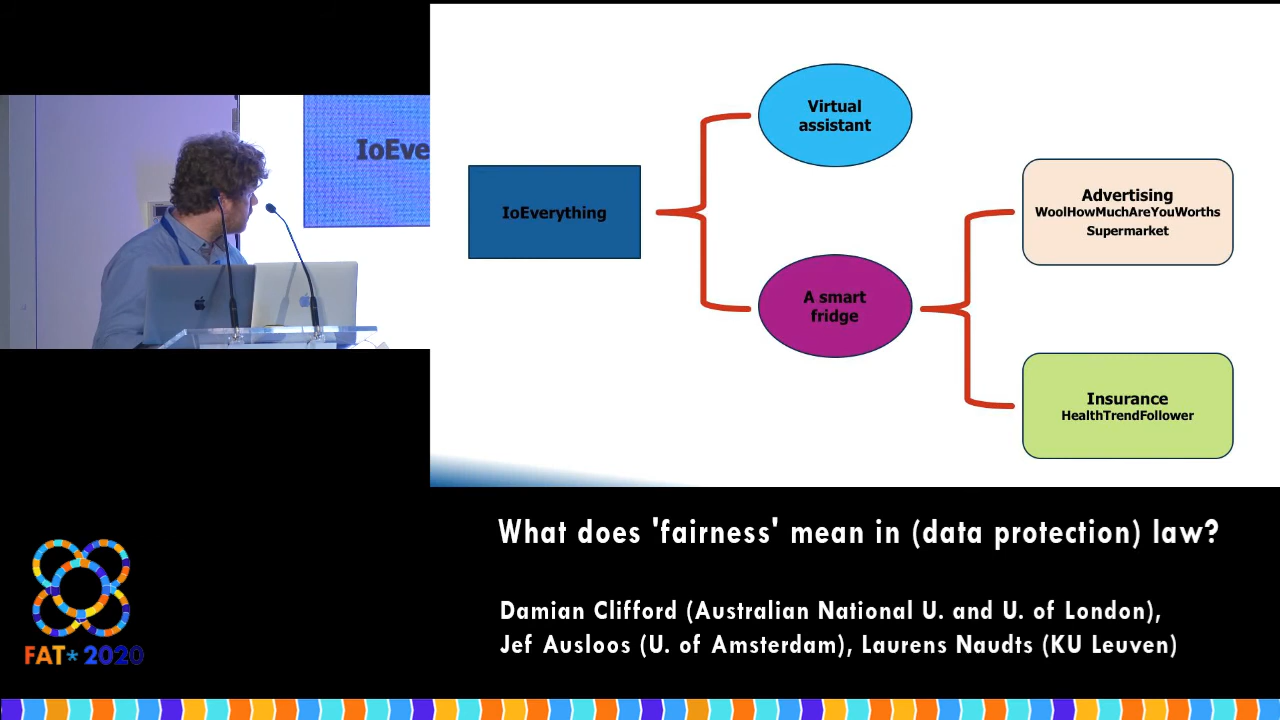 IoEve
Virtual
assistant
IoEverything
A smart
fridge
Advertising
WoolHowMuchAreYouWorths
Supermarket
Insurance
HealthTrendFollower
What does 'fairness' mean in (data protection) law?
Damian Clifford (Australian National U. and U. of London),
Jef Ausloos (U. of Amsterdam), Laurens Naudts (KU Leuven)
FAT* 2020